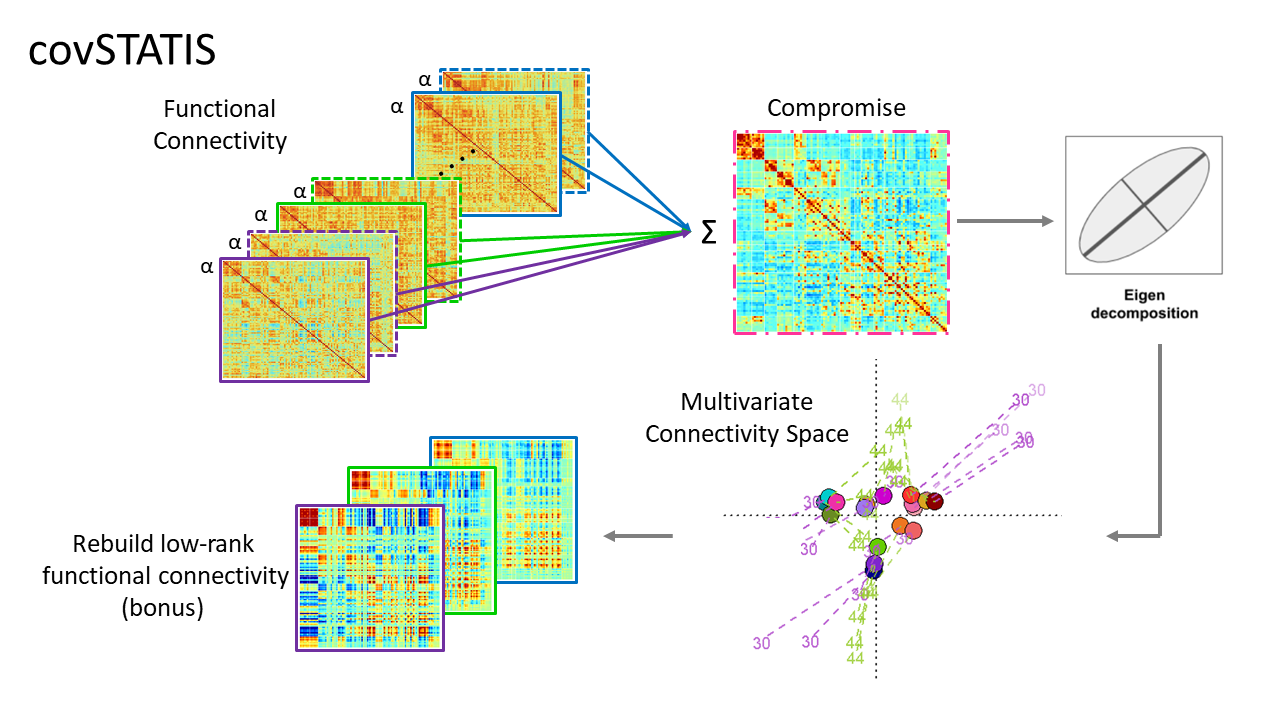 covSTATIS
Functional
Connectivity
α
α
α
α
α
α
Σ
Compromise
Eigen
decomposition
Multivariate
Connectivity Space
44
30
30
44
44
30
30
30
44
44
44
30
30
44
44
44
30
30
30
44
44
30
30
44
44
Rebuild low-rank
functional connectivity
(bonus)